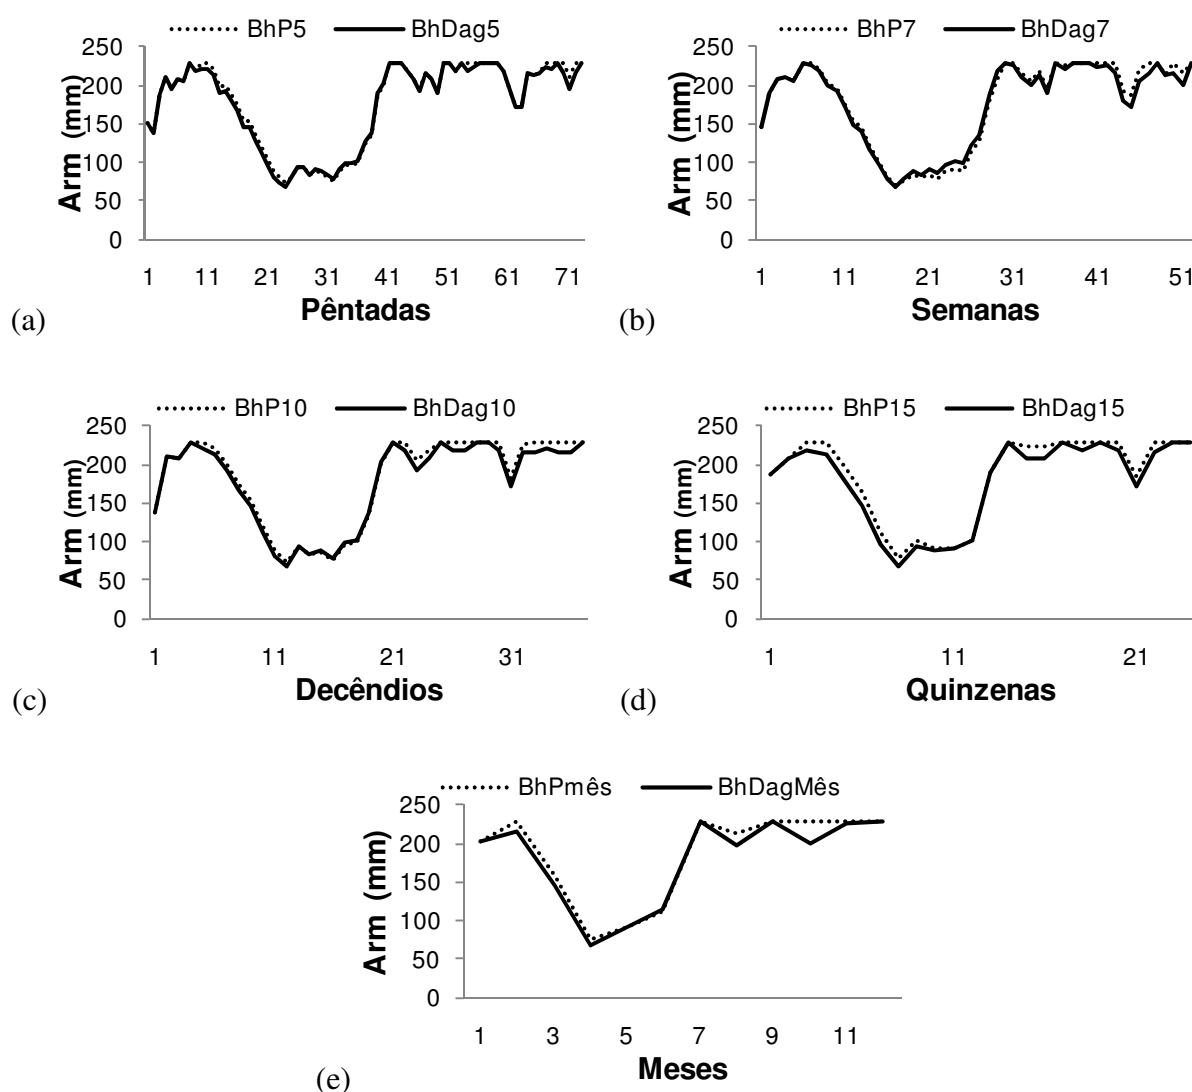 BhP5 BhDag5
250
200
150
100
50
0
Arm (mm)
1 11 21 31 41 51 61 71
Pêntadas
(a)
BhP7 BhDag7
250
200
150
100
50
0
Arm (mm)
1 11 21 31 41 51
Semanas
(b)
BhP10 BhDag10
250
200
150
100
50
0
Arm (mm)
1 11 21 31
Decêndios
(c)
BhP15 BhDag15
250
200
150
100
50
0
Arm (mm)
1 11 21
Quinzenas
(d)
BhPmês BhDagMês
250
200
150
100
50
0
Arm (mm)
1 3 5 7 9 11
Meses
(e)